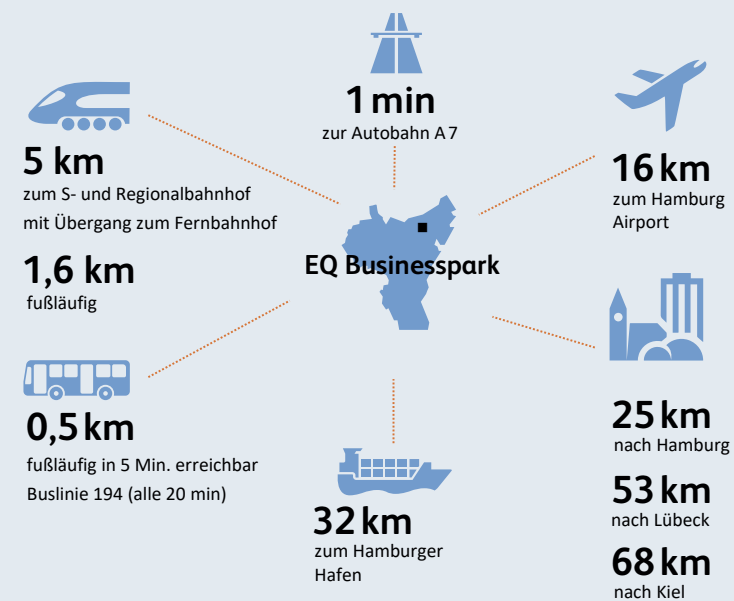 1 min
zur Autobahn A 7
5 km
zum S- und Regionalbahnhof
mit Übergang zum Fernbahnhof
1,6 km
fußläufig
16 km
zum Hamburg
Airport
EQ Businesspark
0,5 km
fußläufig in 5 Min. erreichbar
Buslinie 194 (alle 20 min)
32 km
zum Hamburger
Hafen
25 km
nach Hamburg
53 km
nach Lübeck
68 km
nach Kiel